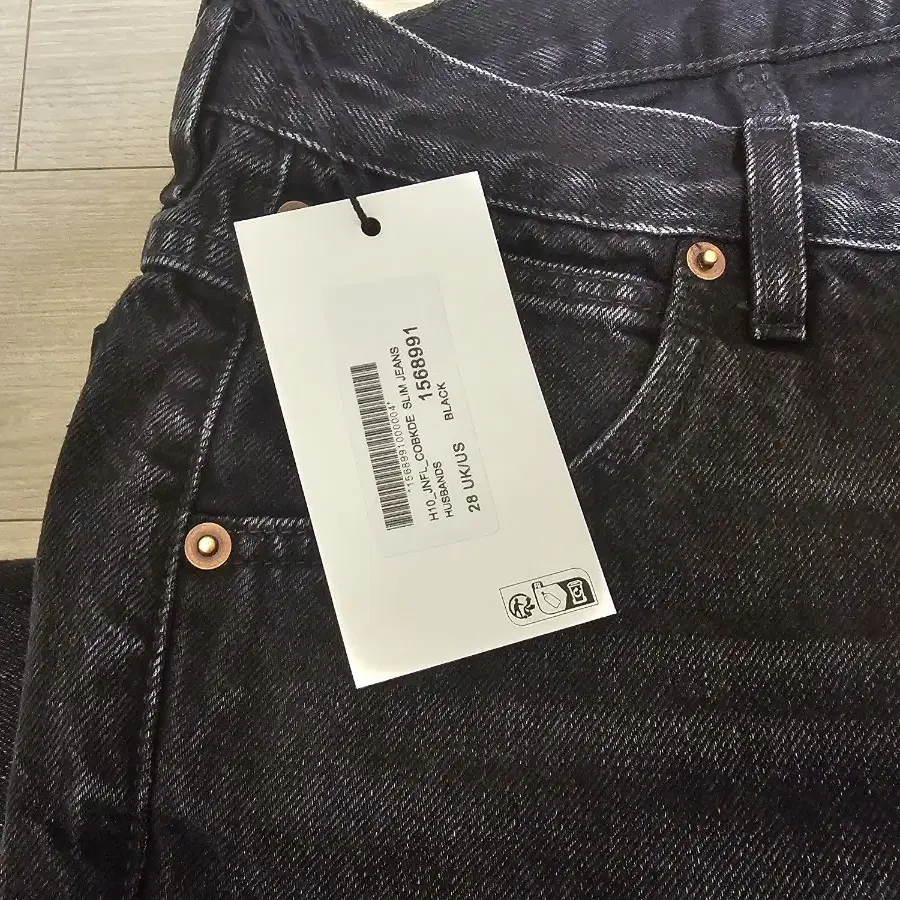 *1568991000004*
H10_JNFL_COBKDE SLIM JEANS
HUSBANDS 1568991
28 UK/US BLACK